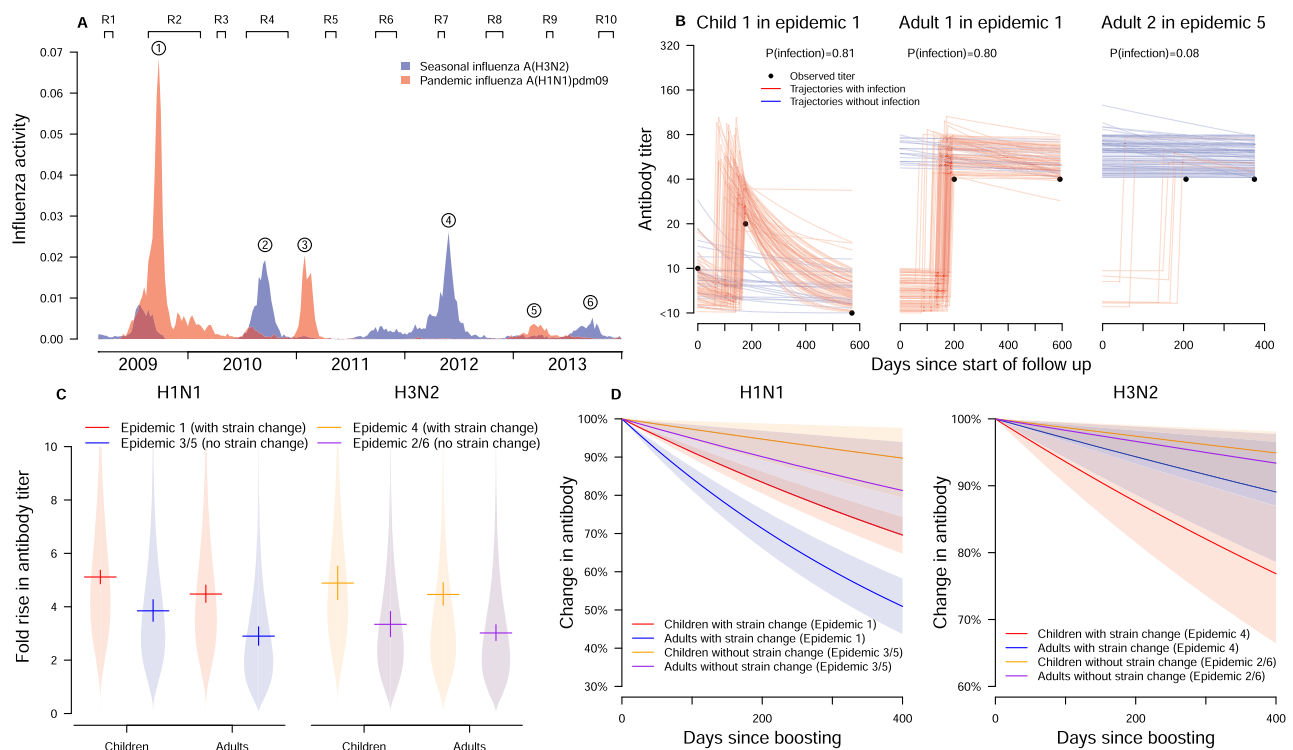 A
R1 R2 R3 R4 R5 R6 R7 R8 R9 R10
Influenza activity
0.07
0.06
0.05
0.04
0.03
0.02
0.01
0.00
1
2
3
4
5
6
Seasonal influenza A(H3N2)
Pandemic influenza A(H1N1)pdm09
2009 2010 2011 2012 2013
B
Child 1 in epidemic 1 Adult 1 in epidemic 1 Adult 2 in epidemic 5
P(infection)=0.81 P(infection)=0.80 P(infection)=0.08
Observed titer
Trajectories with infection
Trajectories without infection
Antibody titer
320
160
80
40
20
10
<10
0 200 400 600 0 200 400 600 0 200 400
Days since start of follow up
C
H1N1 H3N2
Epidemic 1 (with strain change) Epidemic 4 (with strain change)
Epidemic 3/5 (no strain change) Epidemic 2/6 (no strain change)
Fold rise in antibody titer
10
8
6
4
2
0
Children Adults Children Adults
D
H1N1
Change in antibody
100%
90%
80%
70%
60%
50%
40%
30%
Children with strain change (Epidemic 1)
Adults with strain change (Epidemic 1)
Children without strain change (Epidemic 3/5)
Adults without strain change (Epidemic 3/5)
0 200 400
Days since boosting
H3N2
Change in antibody
100%
90%
80%
70%
60%
Children with strain change (Epidemic 4)
Adults with strain change (Epidemic 4)
Children without strain change (Epidemic 2/6)
Adults without strain change (Epidemic 2/6)
0 200 400
Days since boosting